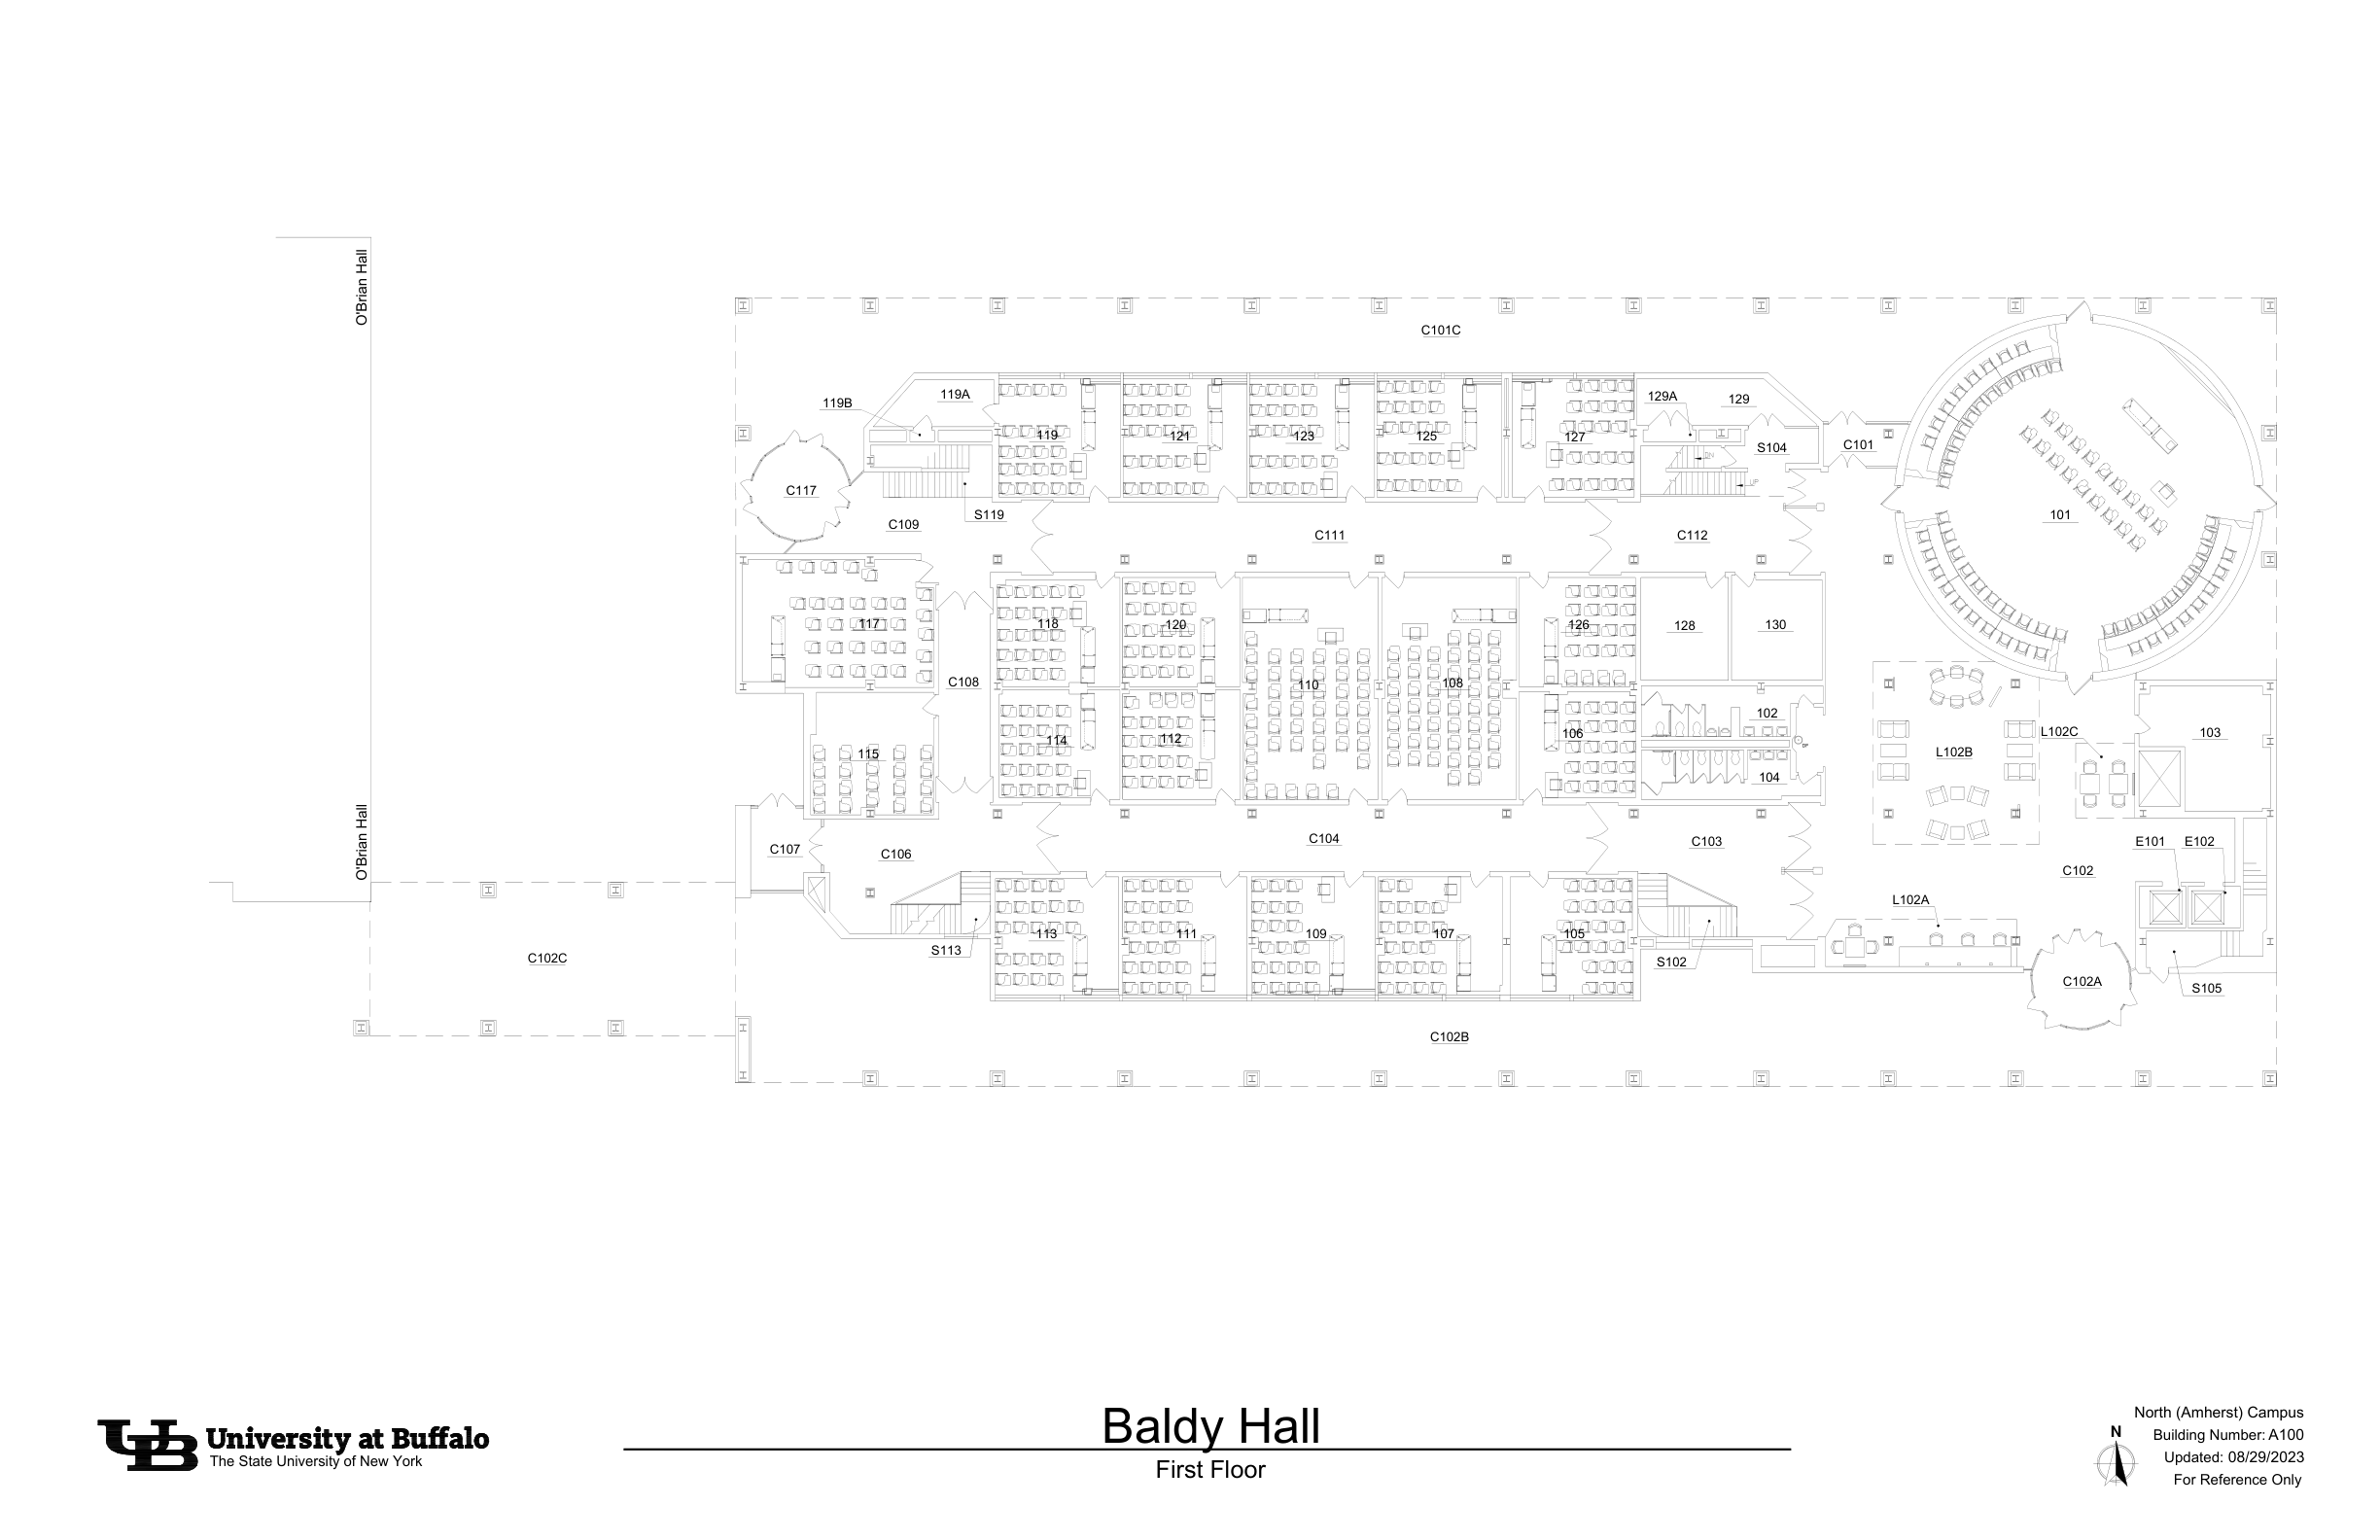 O'Brian Hall
C101C
119B
119A
129A
129
119
121
123
125
127
S104
C101
C117
S119
C109
C111
C112
101
117
118
120
126
128
130
C108
110
108
102
L102C
103
114
112
106
115
L102B
104
O'Brian Hall
C107
C106
C104
C103
E101
E102
C102
L102A
113
111
109
107
105
S113
S102
C102C
C102A
S105
C102B
DN
UP
UB
University at Buffalo
The State University of New York
Baldy Hall
First Floor
N
North (Amherst) Campus
Building Number: A100
Updated: 08/29/2023
For Reference Only